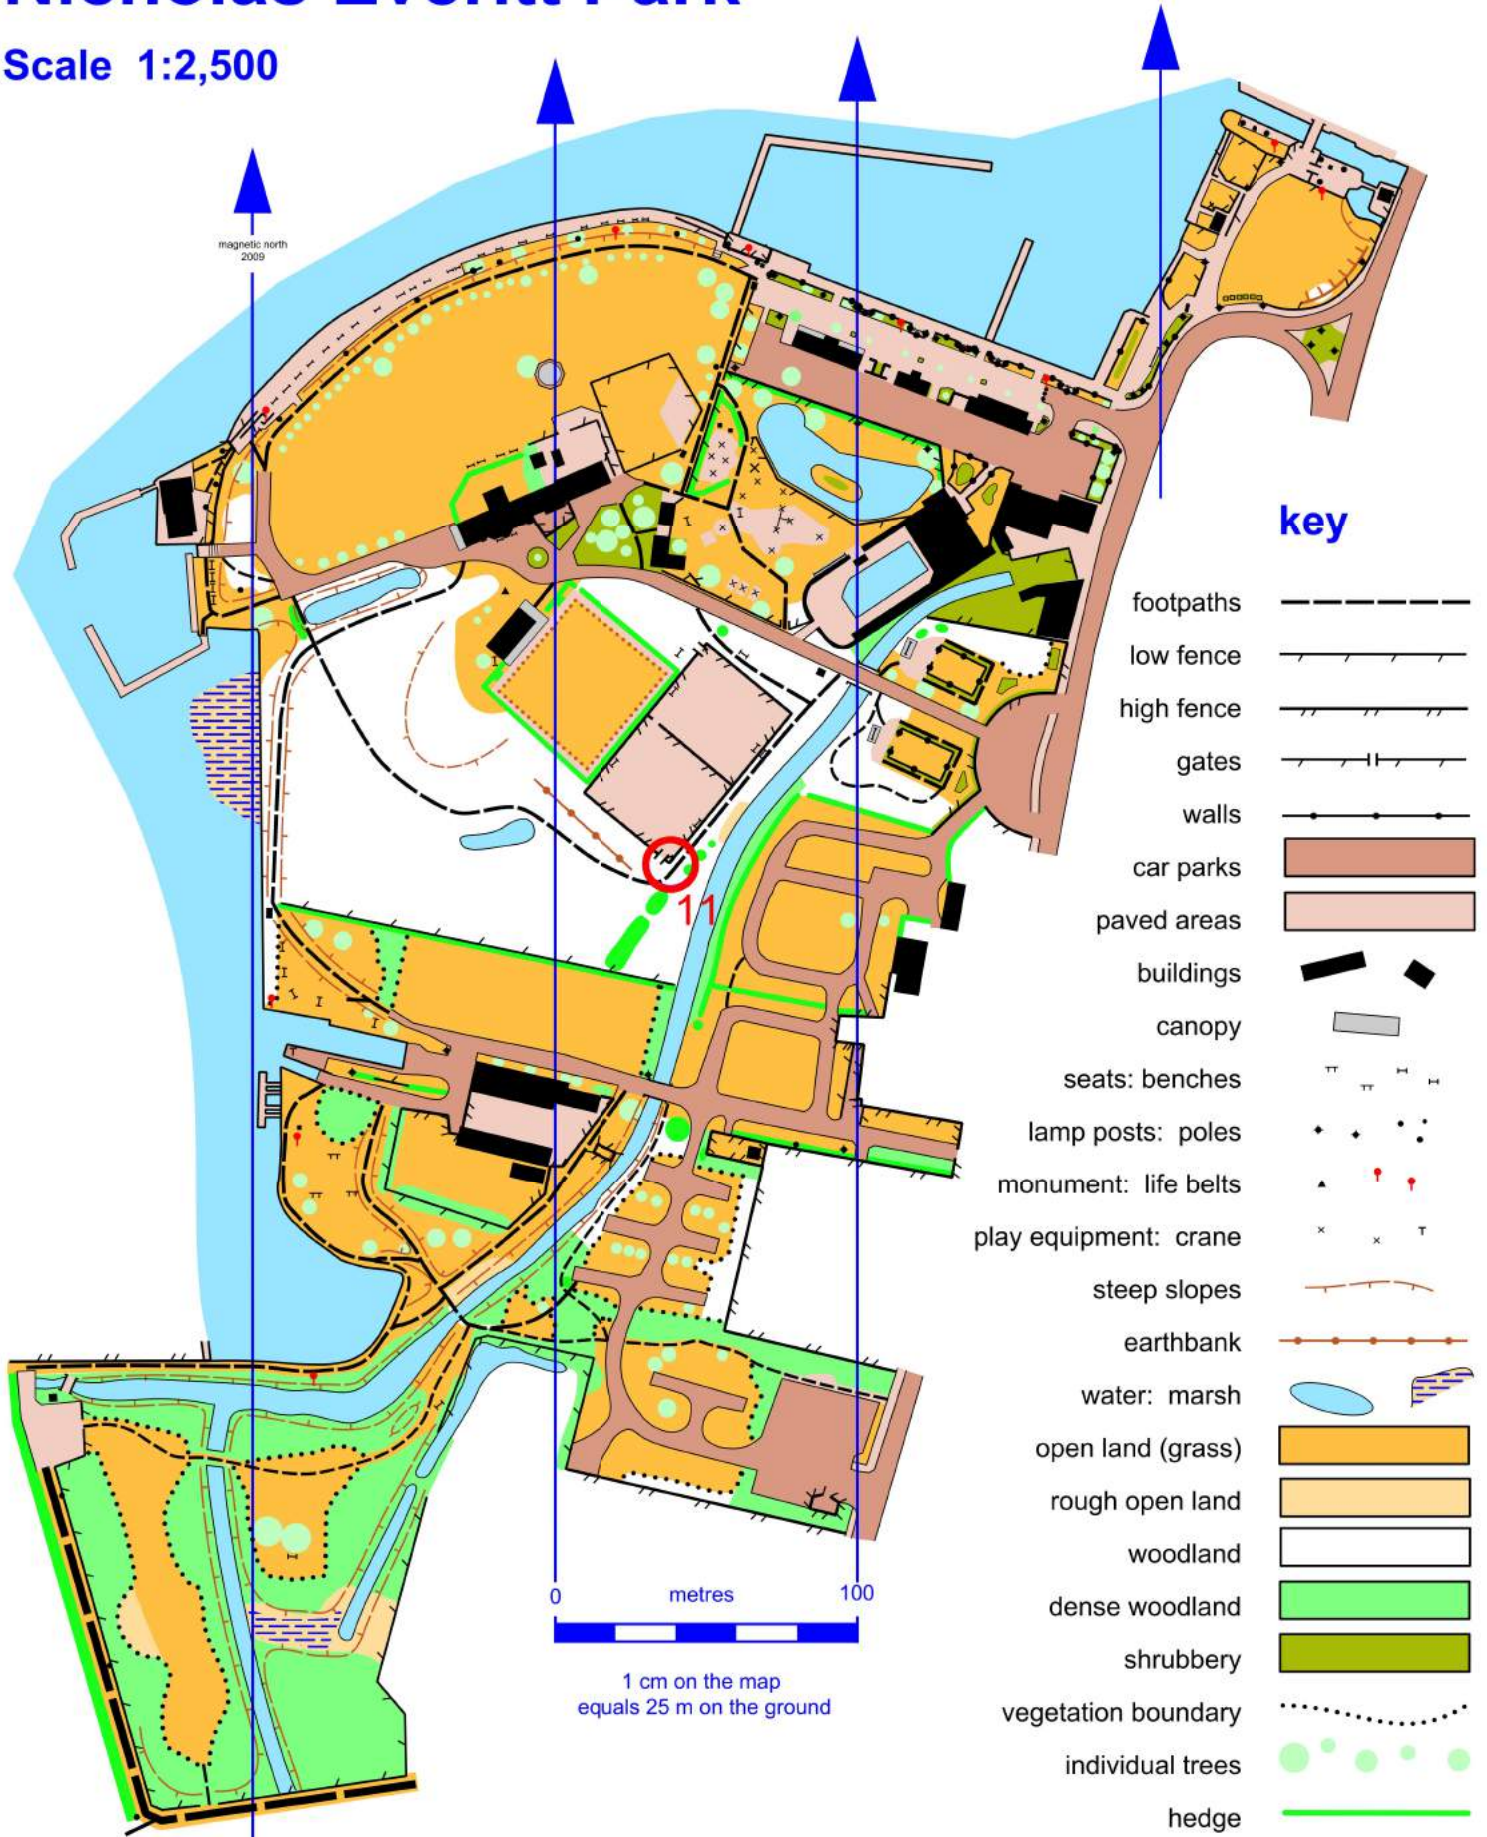 Scale 1:2,500
magnetic north
2009
11
key
footpaths
low fence
high fence
gates
walls
car parks
paved areas
buildings
canopy
seats: benches
lamp posts: poles
monument: life belts
play equipment: crane
steep slopes
earthbank
water: marsh
open land (grass)
rough open land
woodland
dense woodland
shrubbery
vegetation boundary
individual trees
hedge
0 metres 100
1 cm on the map
equals 25 m on the ground